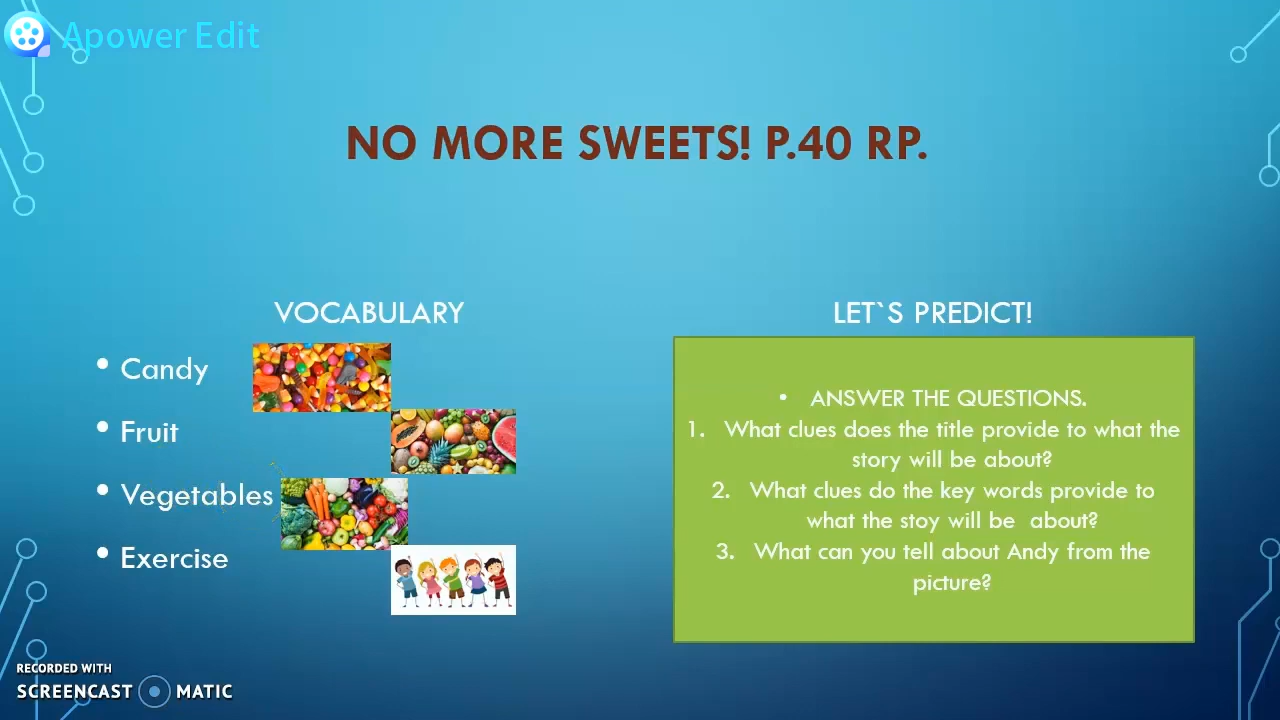 Apower Edit
NO MORE SWEETS! P.40 RP.
VOCABULARY
• Candy
• Fruit
• Vegetables
• Exercise
LET`S PREDICT!
• ANSWER THE QUESTIONS.
1. What clues does the title provide to what the
story will be about?
2. What clues do the key words provide to
what the stoy will be about?
3. What can you tell about Andy from the
picture?
RECORDED WITH
SCREENCAST MATIC